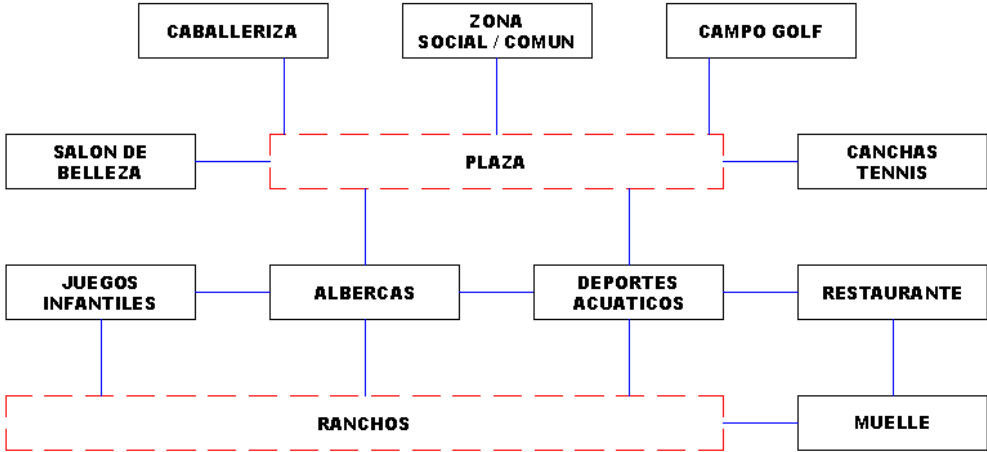 CABALLERIZA
ZONA
SOCIAL / COMUN
CAMPO GOLF
SALON DE
BELLEZA
PLAZA
CANCHAS
TENNIS
JUEGOS
INFANTILES
ALBERCAS
DEPORTES
ACUATICOS
RESTAURANTE
RANCHOS
MUELLE